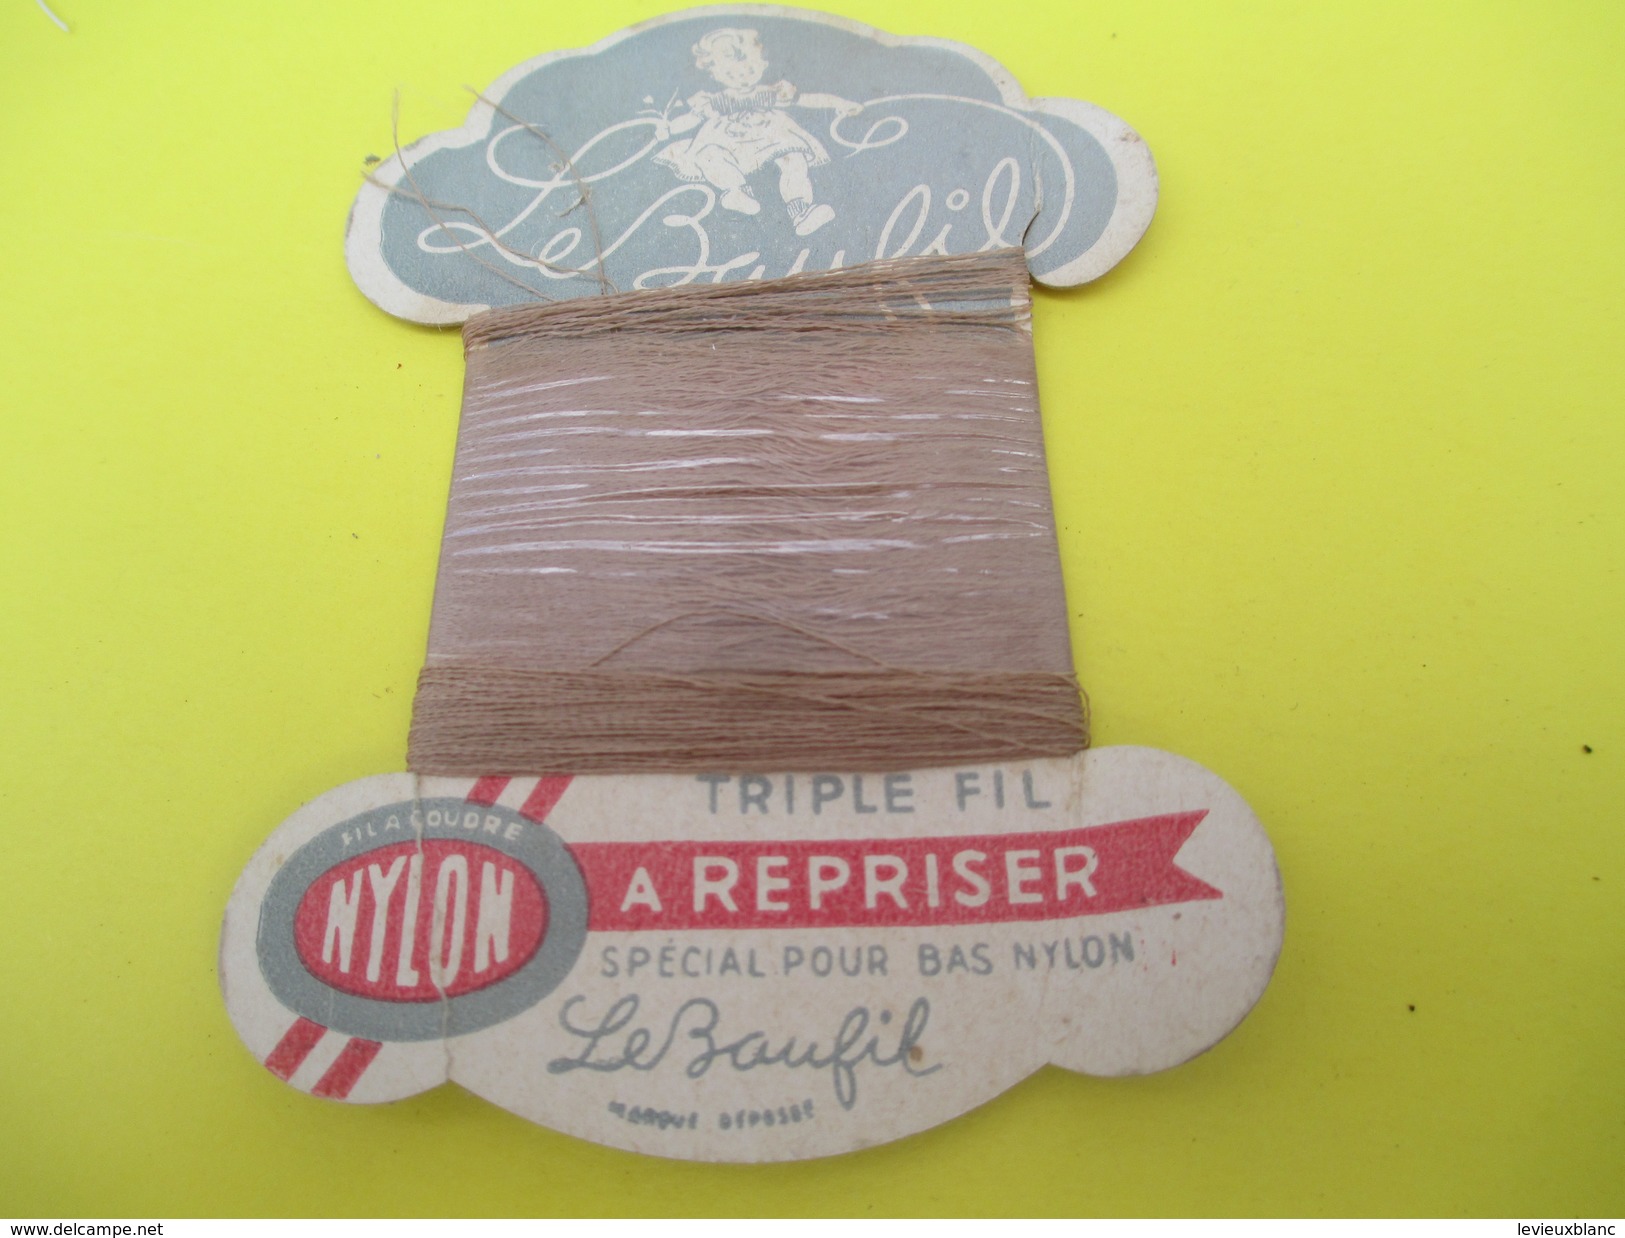 Le Baufil
TRIPLE FIL
FIL A COUDRE
NYLON
A REPRISER
SPÉCIAL POUR BAS NYLON
Le Baufil
MARQUE DÉPOSÉE
www.delcampe.net
levieuxblanc